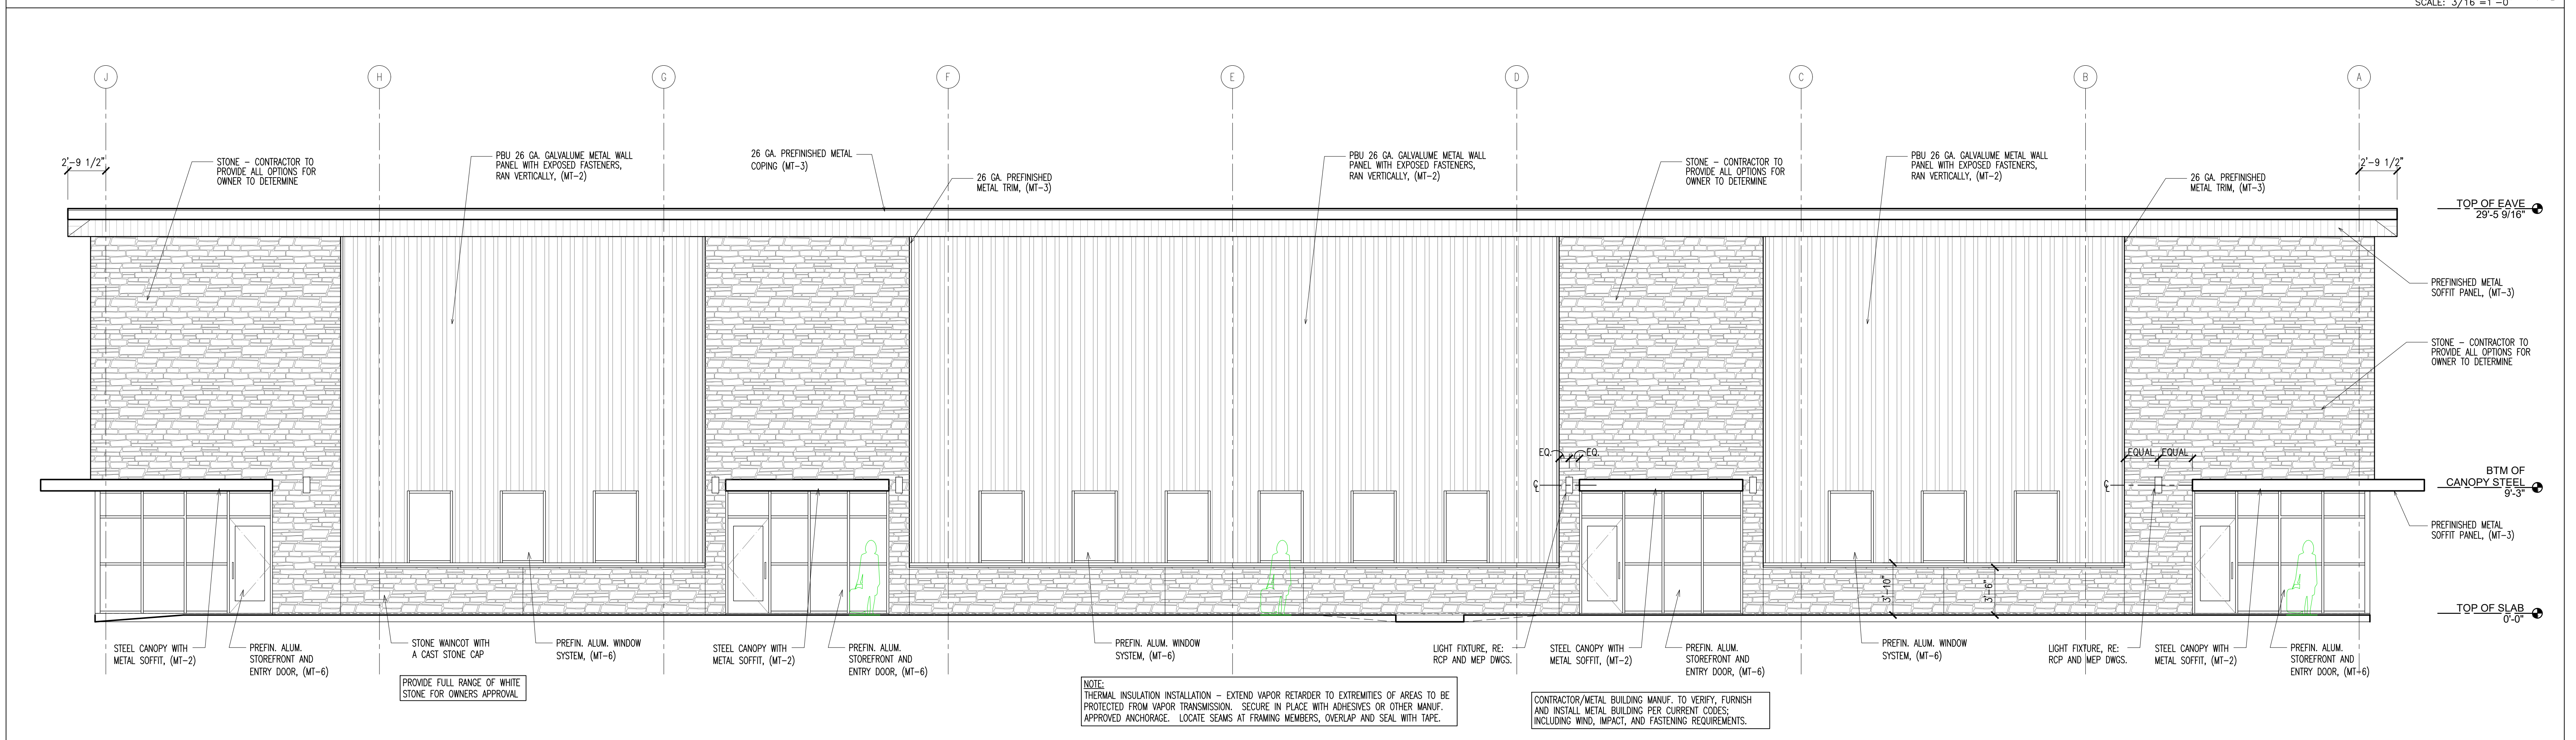 SCALE: 3/16"=1'-0"
J
H
G
F
E
D
C
B
A
2'-9 1/2"
STONE - CONTRACTOR TO
PROVIDE ALL OPTIONS FOR
OWNER TO DETERMINE
PBU 26 GA. GALVALUME METAL WALL
PANEL WITH EXPOSED FASTENERS,
RAN VERTICALLY, (MT-2)
26 GA. PREFINISHED METAL
COPING (MT-3)
26 GA. PREFINISHED
METAL TRIM, (MT-3)
PBU 26 GA. GALVALUME METAL WALL
PANEL WITH EXPOSED FASTENERS,
RAN VERTICALLY, (MT-2)
STONE - CONTRACTOR TO
PROVIDE ALL OPTIONS FOR
OWNER TO DETERMINE
PBU 26 GA. GALVALUME METAL WALL
PANEL WITH EXPOSED FASTENERS,
RAN VERTICALLY, (MT-2)
26 GA. PREFINISHED
METAL TRIM, (MT-3)
2'-9 1/2"
TOP OF EAVE
29'-5 9/16"
PREFINISHED METAL
SOFFIT PANEL, (MT-3)
STONE - CONTRACTOR TO
PROVIDE ALL OPTIONS FOR
OWNER TO DETERMINE
EQ.
EQ.
EQUAL
EQUAL
BTM OF
CANOPY STEEL
9'-3"
PREFINISHED METAL
SOFFIT PANEL, (MT-3)
3'-10"
3'-6"
TOP OF SLAB
0'-0"
STEEL CANOPY WITH
METAL SOFFIT, (MT-2)
PREFIN. ALUM.
STOREFRONT AND
ENTRY DOOR, (MT-6)
STONE WAINCOT WITH
A CAST STONE CAP
PREFIN. ALUM. WINDOW
SYSTEM, (MT-6)
STEEL CANOPY WITH
METAL SOFFIT, (MT-2)
PREFIN. ALUM.
STOREFRONT AND
ENTRY DOOR, (MT-6)
PREFIN. ALUM. WINDOW
SYSTEM, (MT-6)
LIGHT FIXTURE, RE:
RCP AND MEP DWGS.
STEEL CANOPY WITH
METAL SOFFIT, (MT-2)
PREFIN. ALUM.
STOREFRONT AND
ENTRY DOOR, (MT-6)
PREFIN. ALUM. WINDOW
SYSTEM, (MT-6)
LIGHT FIXTURE, RE:
RCP AND MEP DWGS.
STEEL CANOPY WITH
METAL SOFFIT, (MT-2)
PREFIN. ALUM.
STOREFRONT AND
ENTRY DOOR, (MT-6)
PROVIDE FULL RANGE OF WHITE
STONE FOR OWNERS APPROVAL
NOTE:
THERMAL INSULATION INSTALLATION - EXTEND VAPOR RETARDER TO EXTREMITIES OF AREAS TO BE
PROTECTED FROM VAPOR TRANSMISSION. SECURE IN PLACE WITH ADHESIVES OR OTHER MANUF.
APPROVED ANCHORAGE. LOCATE SEAMS AT FRAMING MEMBERS, OVERLAP AND SEAL WITH TAPE.
CONTRACTOR/METAL BUILDING MANUF. TO VERIFY, FURNISH
AND INSTALL METAL BUILDING PER CURRENT CODES;
INCLUDING WIND, IMPACT, AND FASTENING REQUIREMENTS.